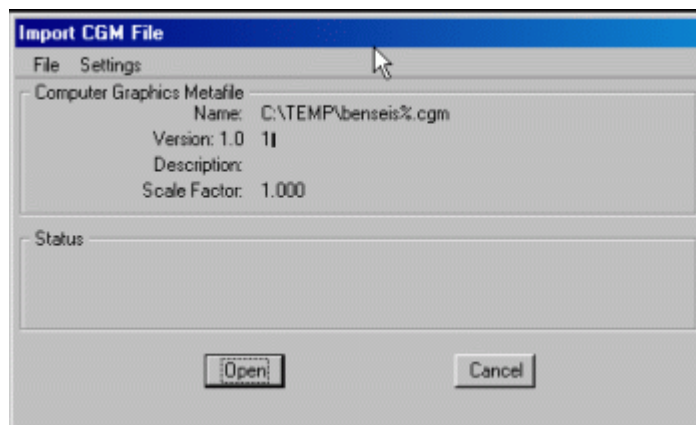 Import CGM File
File Settings
Computer Graphics Metafile
Name: C:\TEMP\benseis%.cgm
Version: 1.0 1
Description:
Scale Factor: 1.000
Status
Open Cancel